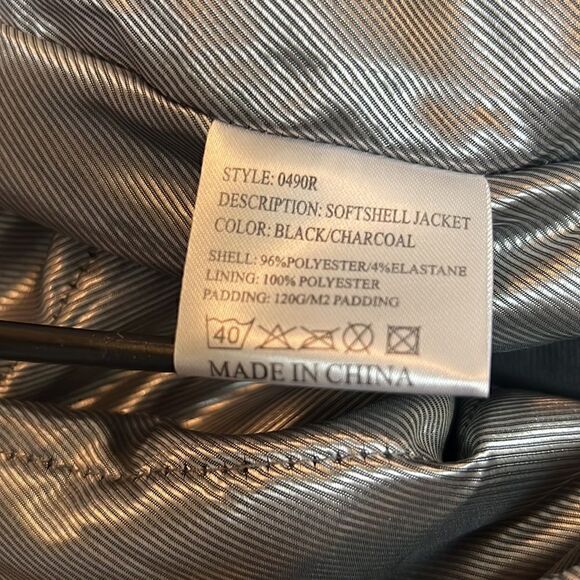 STYLE: 0490R
DESCRIPTION: SOFTSHELL JACKET
COLOR: BLACK/CHARCOAL
SHELL: 96%POLYESTER/4%ELASTANE
LINING: 100%POLYESTER
PADDING: 120G/M2 PADDING
40
MADE IN CHINA